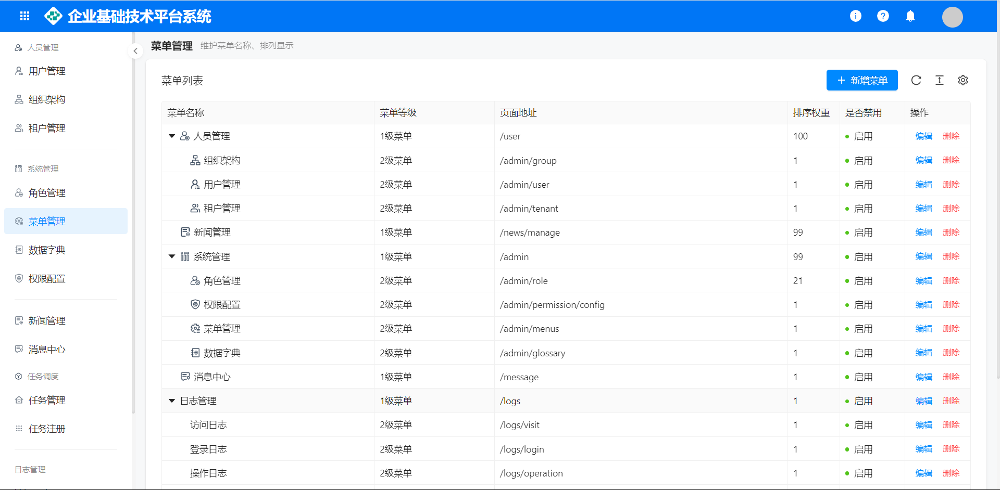 企业基础技术平台系统
人员管理
用户管理
组织架构
租户管理
系统管理
角色管理
菜单管理
数据字典
权限配置
新闻管理
消息中心
任务调度
任务管理
任务注册
日志管理
菜单管理 维护菜单名称、排列显示
菜单列表
新增菜单
菜单名称 菜单等级 页面地址 排序权重 是否禁用 操作
人员管理 1级菜单 /user 100 启用 编辑 删除
组织架构 2级菜单 /admin/group 1 启用 编辑 删除
用户管理 2级菜单 /admin/user 1 启用 编辑 删除
租户管理 2级菜单 /admin/tenant 1 启用 编辑 删除
新闻管理 1级菜单 /news/manage 99 启用 编辑 删除
系统管理 1级菜单 /admin 99 启用 编辑 删除
角色管理 2级菜单 /admin/role 21 启用 编辑 删除
权限配置 2级菜单 /admin/permission/config 1 启用 编辑 删除
菜单管理 2级菜单 /admin/menus 1 启用 编辑 删除
数据字典 2级菜单 /admin/glossary 1 启用 编辑 删除
消息中心 1级菜单 /message 1 启用 编辑 删除
日志管理 1级菜单 /logs 1 启用 编辑 删除
访问日志 2级菜单 /logs/visit 1 启用 编辑 删除
登录日志 2级菜单 /logs/login 1 启用 编辑 删除
操作日志 2级菜单 /logs/operation 1 启用 编辑 删除